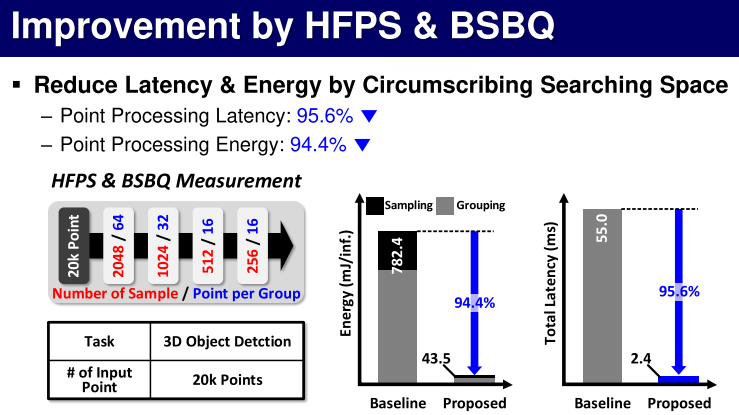 Improvement by HFPS & BSBQ
▪ Reduce Latency & Energy by Circumscribing Searching Space
– Point Processing Latency: 95.6% ▼
– Point Processing Energy: 94.4% ▼
HFPS & BSBQ Measurement
20k Point
2048 / 64
1024 / 32
512 / 16
256 / 16
Number of Sample / Point per Group
Task 3D Object Detction
# of Input Point 20k Points
Sampling Grouping
Energy (mJ/inf.)
782.4
94.4%
43.5
Baseline Proposed
Total Latency (ms)
55.0
95.6%
2.4
Baseline Proposed